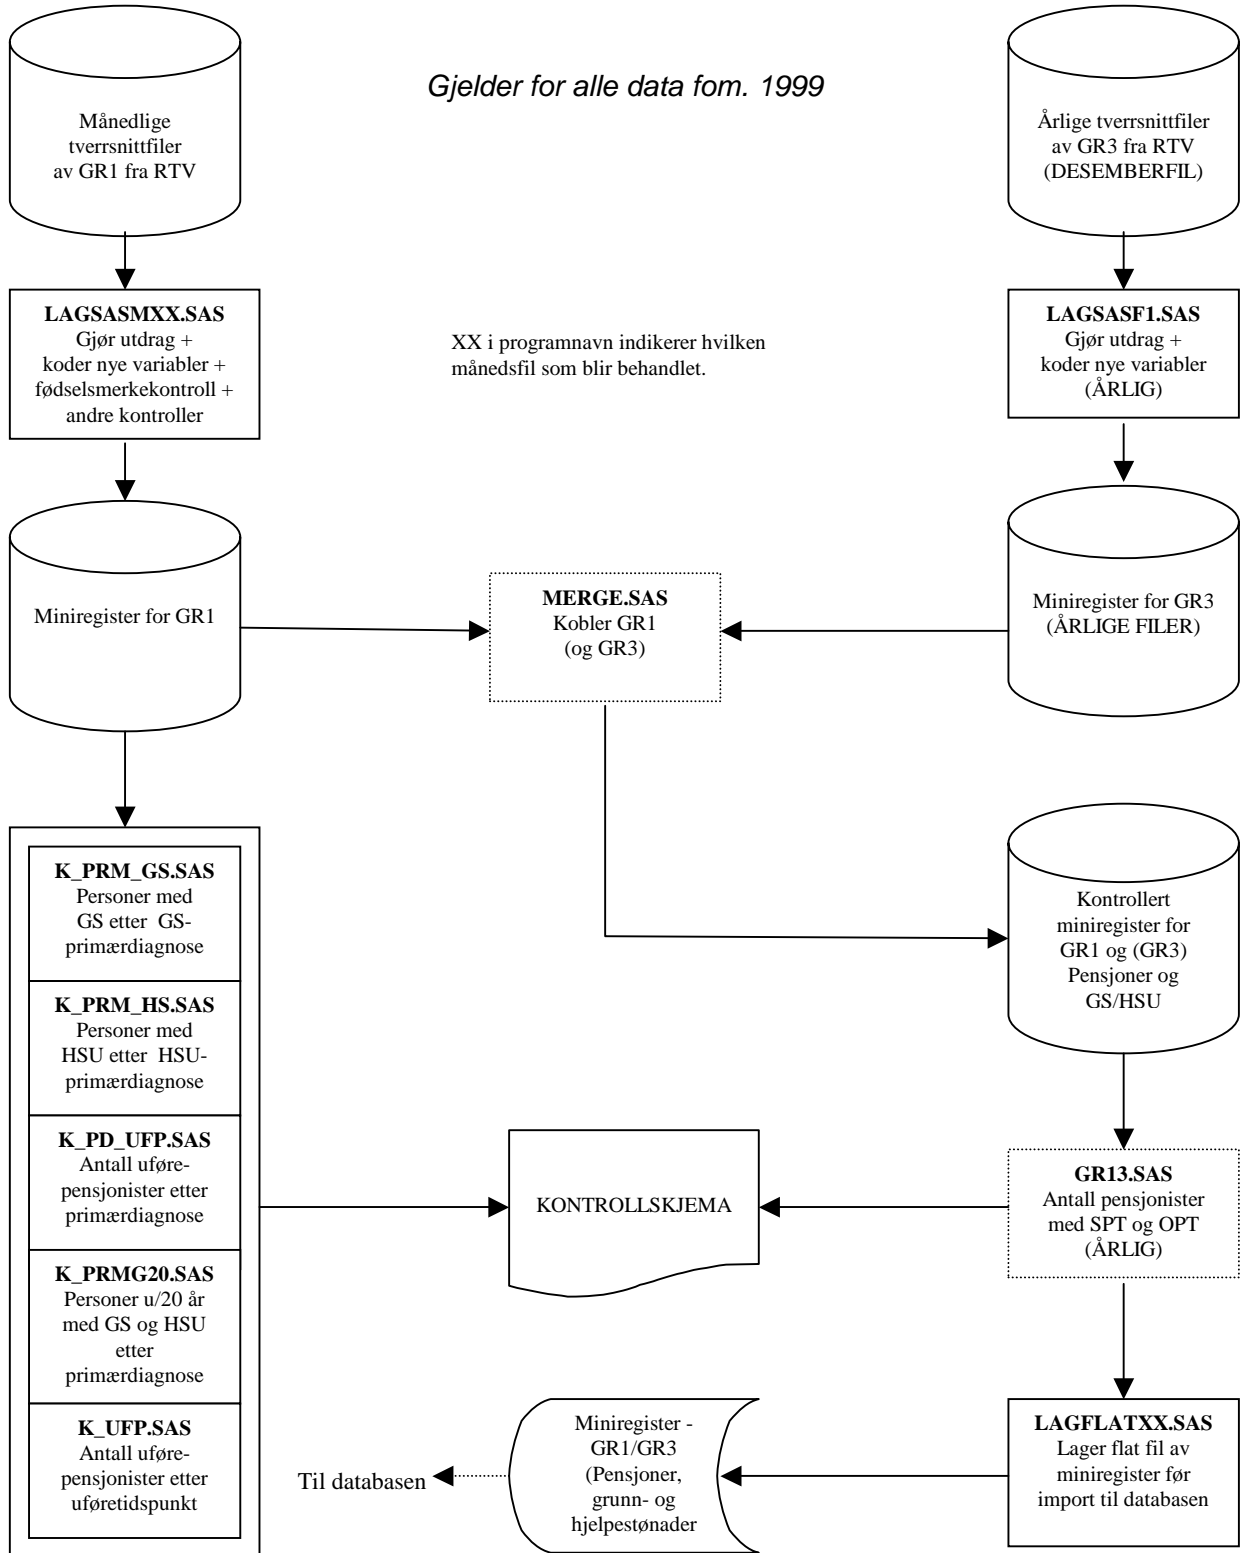 Gjelder for alle data fom. 1999
Månedlige
tverrsnittfiler
av GR1 fra RTV
Årlige tverrsnittfiler
av GR3 fra RTV
(DESEMBERFIL)
LAGSASMXX.SAS
Gjør utdrag +
koder nye variabler +
fødselsmerkekontroll +
andre kontroller
XX i programnavn indikerer hvilken
månedsfil som blir behandlet.
LAGSASF1.SAS
Gjør utdrag +
koder nye variabler
(ÅRLIG)
Miniregister for GR1
MERGE.SAS
Kobler GR1
(og GR3)
Miniregister for GR3
(ÅRLIGE FILER)
K_PRM_GS.SAS
Personer med
GS etter  GS-
primærdiagnose
K_PRM_HS.SAS
Personer med
HSU etter  HSU-
primærdiagnose
K_PD_UFP.SAS
Antall uføre-
pensjonister etter
primærdiagnose
K_PRMG20.SAS
Personer u/20 år
med GS og HSU
etter
primærdiagnose
K_UFP.SAS
Antall uføre-
pensjonister etter
uføretidspunkt
Kontrollert
miniregister for
GR1 og (GR3)
Pensjoner og
GS/HSU
KONTROLLSKJEMA
GR13.SAS
Antall pensjonister
med SPT og OPT
(ÅRLIG)
LAGFLATXX.SAS
Lager flat fil av
miniregister før
import til databasen
Miniregister -
GR1/GR3
(Pensjoner,
grunn- og
hjelpestønader
Til databasen